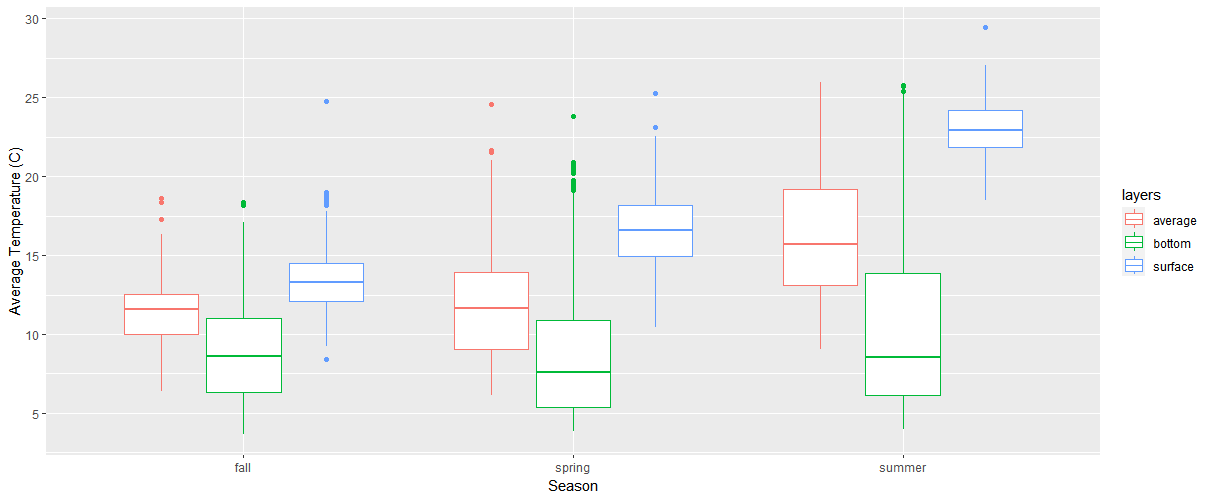 30
25
20
15
10
5
Average Temperature (C)
fall
spring
summer
Season
layers
average
bottom
surface